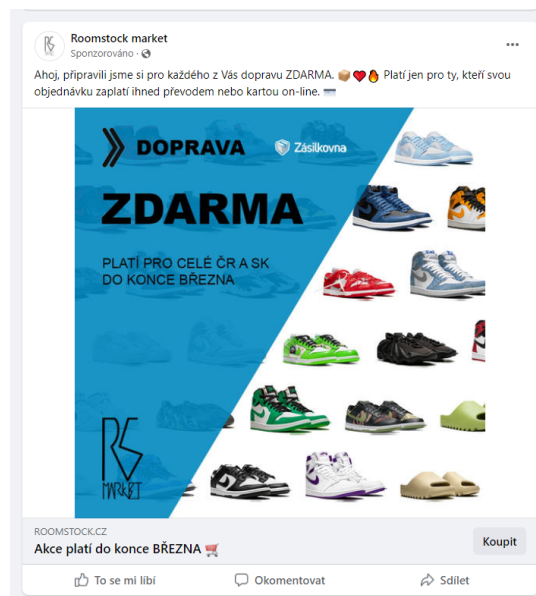 Roomstock market
Sponzorováno ·
Ahoj, připravili jsme si pro každého z Vás dopravu ZDARMA. 📦❤️🔥 Platí jen pro ty, kteří svou
objednávku zaplatí ihned převodem nebo kartou on-line. 💳
DOPRAVA
Zásilkovna
ZDARMA
PLATÍ PRO CELÉ ČR A SK
DO KONCE BŘEZNA
RS
MARKET
ROOMSTOCK.CZ
Akce platí do konce BŘEZNA 🛒
Koupit
To se mi líbí
Okomentovat
Sdílet